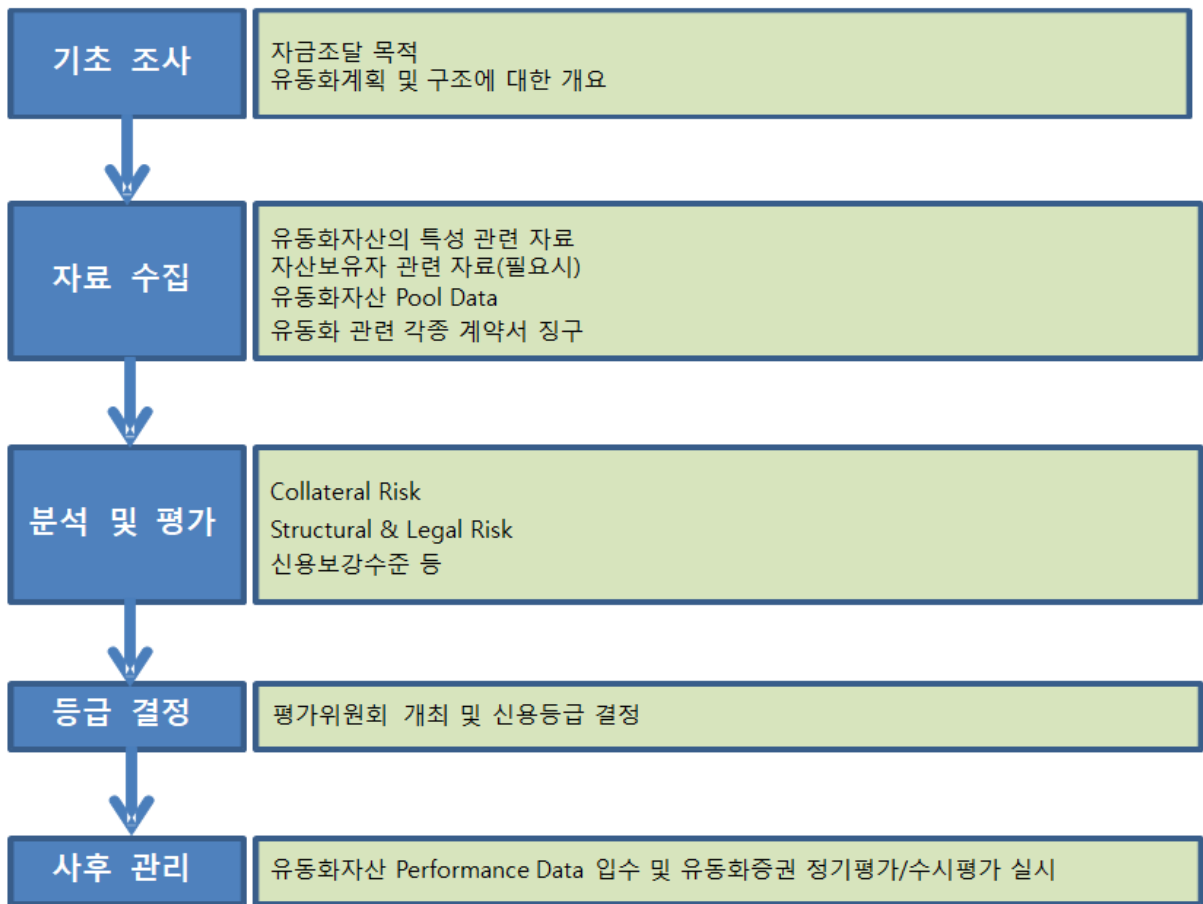 기초 조사
자금조달 목적
유동화계획 및 구조에 대한 개요
자료 수집
유동화자산의 특성 관련 자료
자산보유자 관련 자료(필요시)
유동화자산 Pool Data
유동화 관련 각종 계약서 징구
분석 및 평가
Collateral Risk
Structural & Legal Risk
신용보강수준 등
등급 결정
평가위원회 개최 및 신용등급 결정
사후 관리
유동화자산 Performance Data 입수 및 유동화증권 정기평가/수시평가 실시